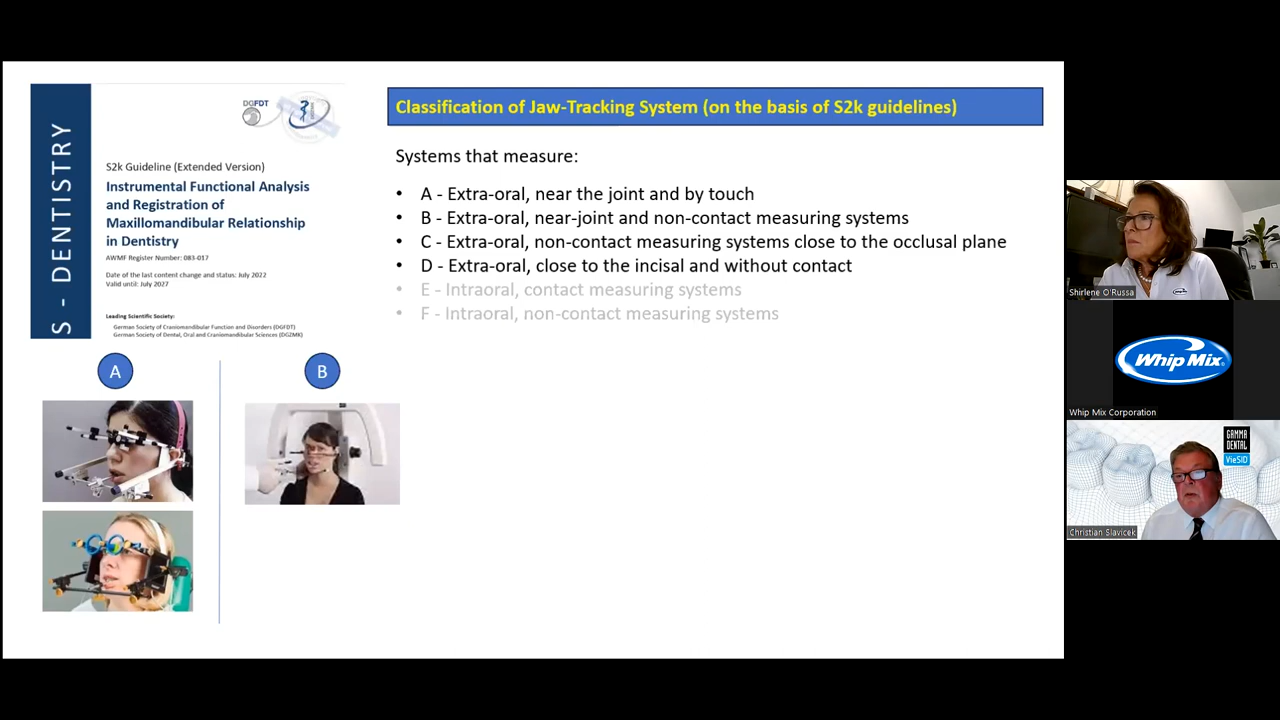 S - DENTISTRY
DGFDT
S2k Guideline (Extended Version)
Instrumental Functional Analysis
and Registration of
Maxillomandibular Relationship
in Dentistry
AWMF Register Number: 083-017
Date of the last content change and status: July 2022
Valid until: July 2027
Leading Scientific Society:
German Society of Craniomandibular Function and Disorders (DGFDT)
German Society of Dental, Oral and Craniomandibular Sciences (DGZMK)
Classification of Jaw-Tracking System (on the basis of S2k guidelines)
Systems that measure:
• A - Extra-oral, near the joint and by touch
• B - Extra-oral, near-joint and non-contact measuring systems
• C - Extra-oral, non-contact measuring systems close to the occlusal plane
• D - Extra-oral, close to the incisal and without contact
• E - Intraoral, contact measuring systems
• F - Intraoral, non-contact measuring systems
A
B
Shirlene O'Russa
Whip Mix
Whip Mix Corporation
GAMMA
DENTAL
VieSID
Christian Slavicek